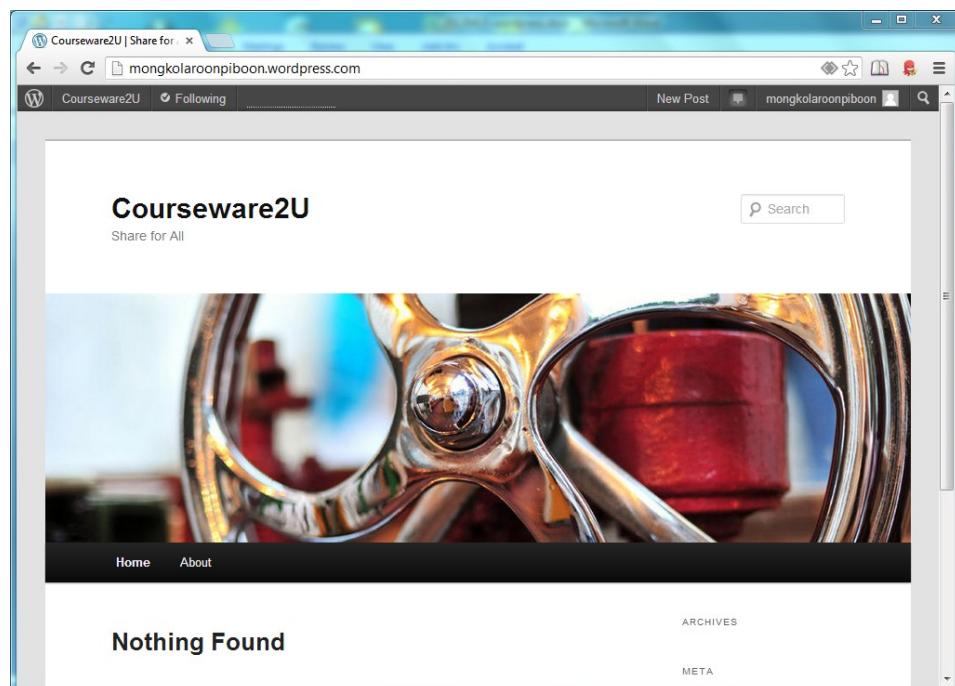 Courseware2U | Share for
mongkolaroonpiboon.wordpress.com
Courseware2U Following New Post mongkolaroonpiboon
Courseware2U
Search
Share for All
Home About
ARCHIVES
Nothing Found
META